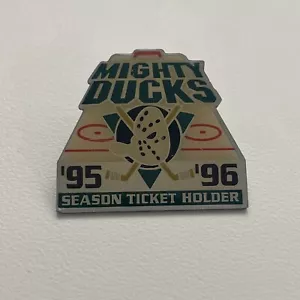 MIGHTY
DUCKS
'95 '96
SEASON TICKET HOLDER